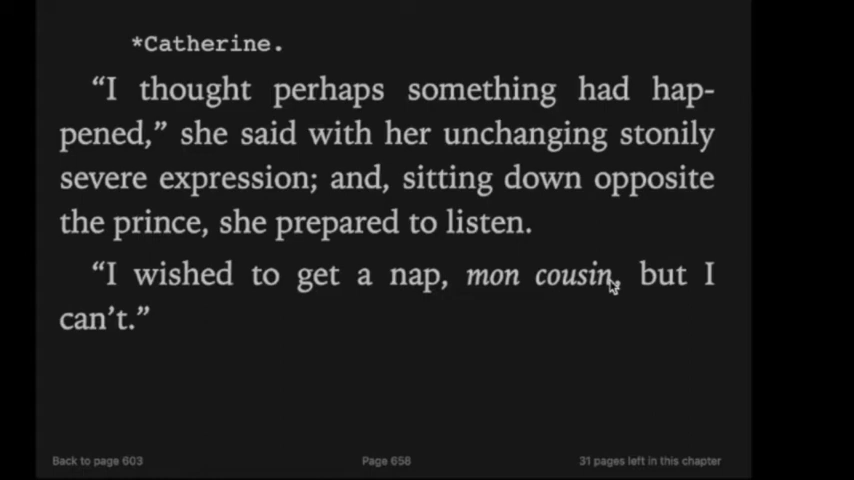 *Catherine.
“I thought perhaps something had hap-
pened,” she said with her unchanging stonily
severe expression; and, sitting down opposite
the prince, she prepared to listen.
“I wished to get a nap, mon cousin, but I
can’t.”
Back to page 603 Page 658 31 pages left in this chapter